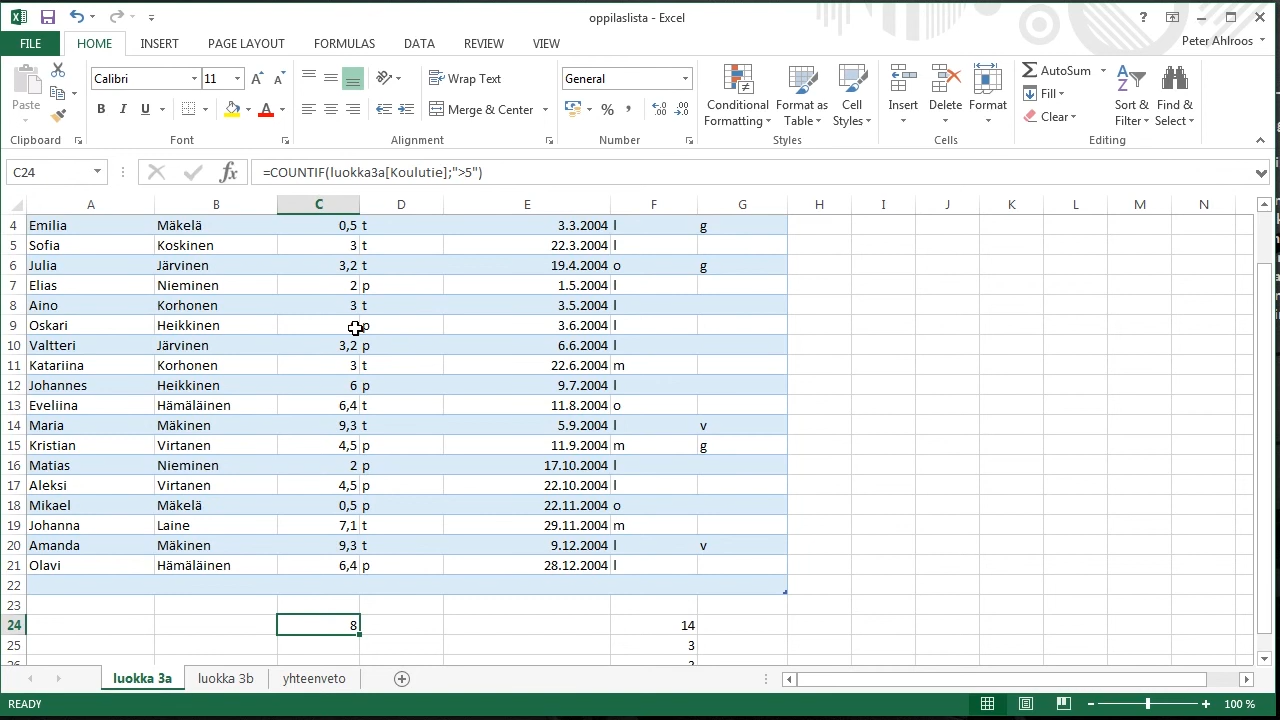 oppilaslista - Excel
FILE HOME INSERT PAGE LAYOUT FORMULAS DATA REVIEW VIEW Peter Ahlroos
Paste
Calibri 11
Wrap Text
Merge & Center
General
Conditional Formatting
Format as Table
Cell Styles
Insert Delete Format
AutoSum
Fill
Clear
Sort & Filter
Find & Select
Clipboard Font Alignment Number Styles Cells Editing
C24 fx =COUNTIF(luokka3a[Koulutie];">5")
A B C D E F G H I J K L M N
4 Emilia Mäkelä 0,5 t 3.3.2004 l g
5 Sofia Koskinen 3 t 22.3.2004 l
6 Julia Järvinen 3,2 t 19.4.2004 o g
7 Elias Nieminen 2 p 1.5.2004 l
8 Aino Korhonen 3 t 3.5.2004 l
9 Oskari Heikkinen p 3.6.2004 l
10 Valtteri Järvinen 3,2 p 6.6.2004 l
11 Katariina Korhonen 3 t 22.6.2004 m
12 Johannes Heikkinen 6 p 9.7.2004 l
13 Eveliina Hämäläinen 6,4 t 11.8.2004 o
14 Maria Mäkinen 9,3 t 5.9.2004 l v
15 Kristian Virtanen 4,5 p 11.9.2004 m g
16 Matias Nieminen 2 p 17.10.2004 l
17 Aleksi Virtanen 4,5 p 22.10.2004 l
18 Mikael Mäkelä 0,5 p 22.11.2004 o
19 Johanna Laine 7,1 t 29.11.2004 m
20 Amanda Mäkinen 9,3 t 9.12.2004 l v
21 Olavi Hämäläinen 6,4 p 28.12.2004 l
22
23
24 8 14
25 3
luokka 3a luokka 3b yhteenveto
READY 100 %